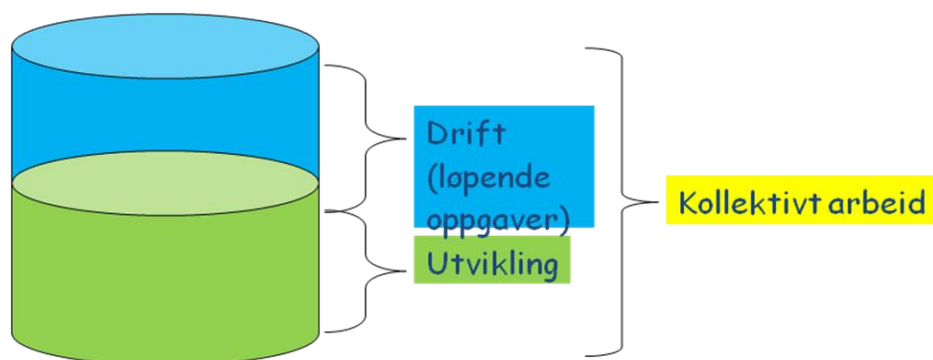 Drift
(løpende
oppgaver)
Utvikling
Kollektivt arbeid